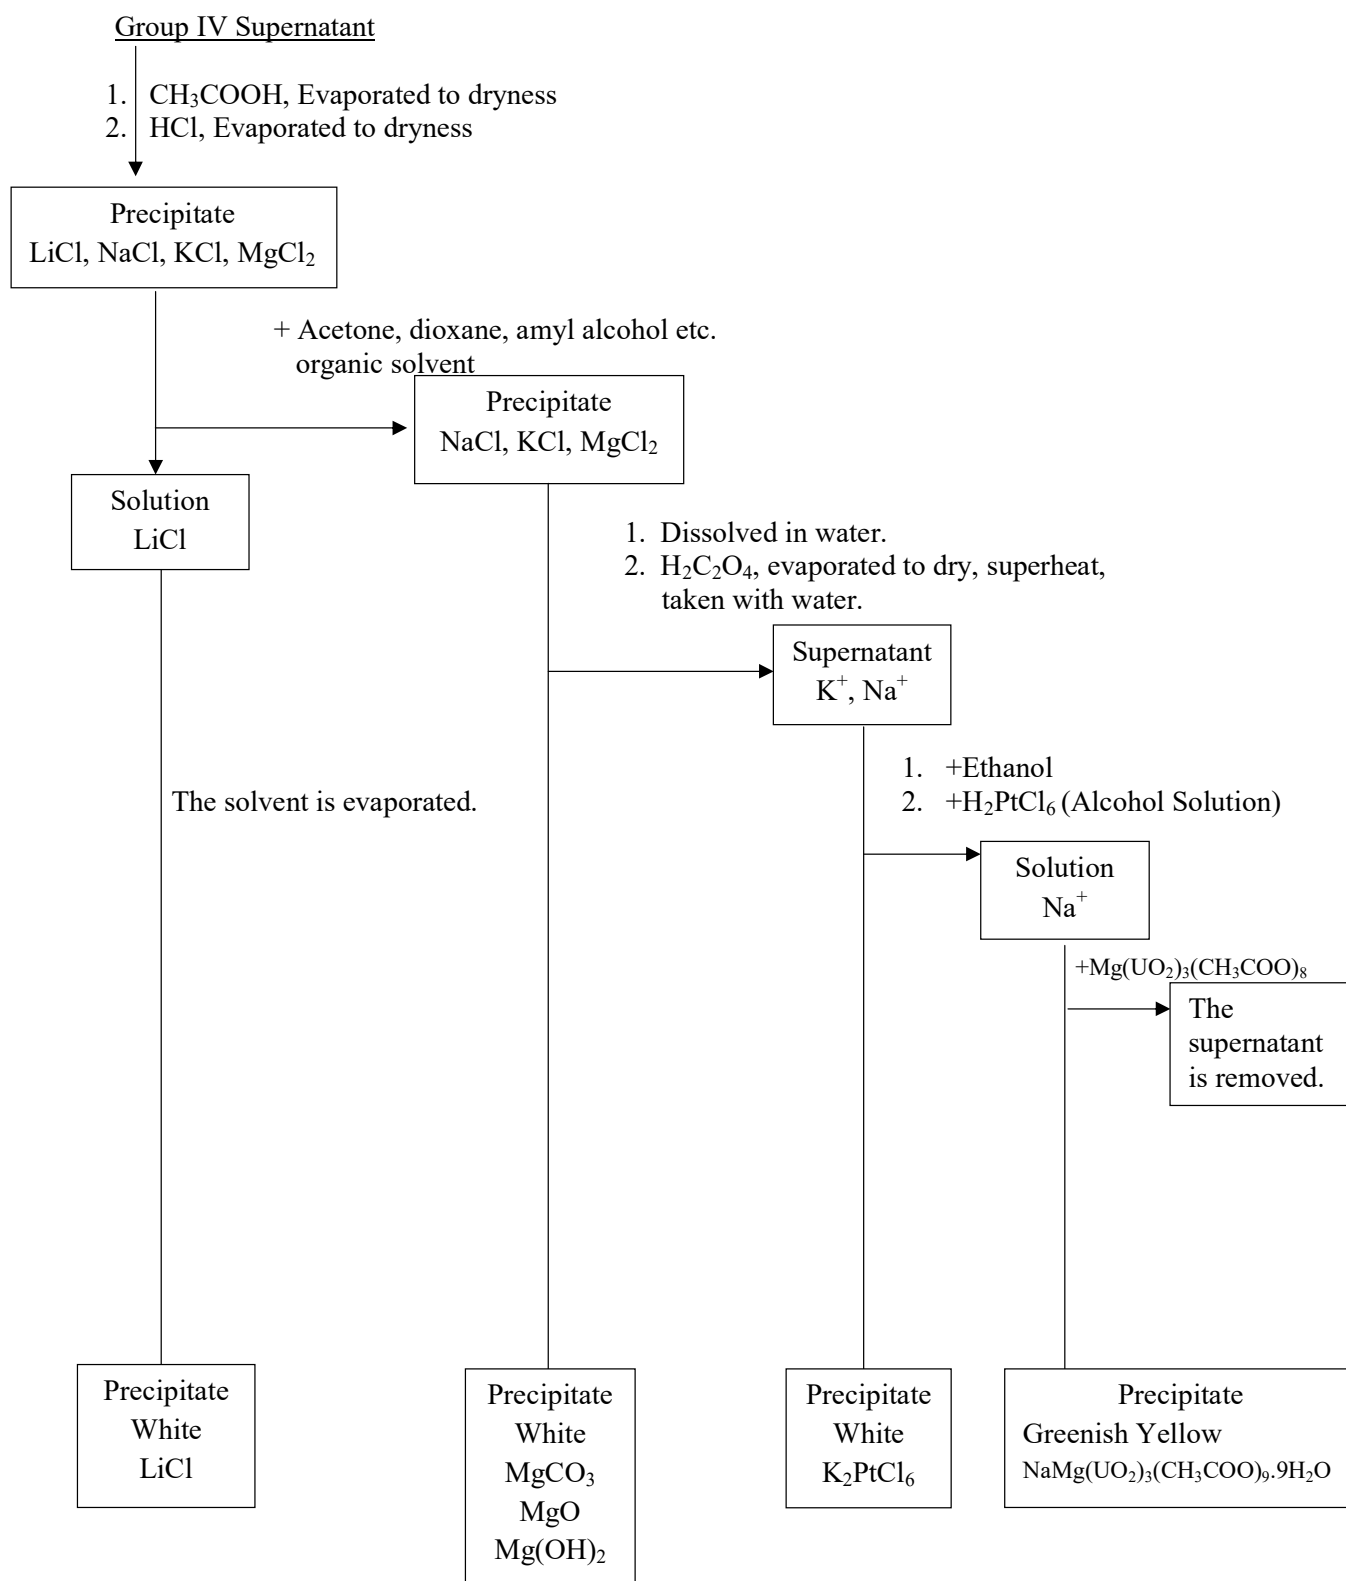 Group IV Supernatant
1. CH₃COOH, Evaporated to dryness
2. HCl, Evaporated to dryness
Precipitate
LiCl, NaCl, KCl, MgCl₂
+ Acetone, dioxane, amyl alcohol etc.
organic solvent
Precipitate
NaCl, KCl, MgCl₂
Solution
LiCl
1. Dissolved in water.
2. H₂C₂O₄, evaporated to dry, superheat,
taken with water.
Supernatant
K⁺, Na⁺
The solvent is evaporated.
1. +Ethanol
2. +H₂PtCl₆ (Alcohol Solution)
Solution
Na⁺
+Mg(UO₂)₃(CH₃COO)₈
The
supernatant
is removed.
Precipitate
White
LiCl
Precipitate
White
MgCO₃
MgO
Mg(OH)₂
Precipitate
White
K₂PtCl₆
Precipitate
Greenish Yellow
NaMg(UO₂)₃(CH₃COO)₉.9H₂O